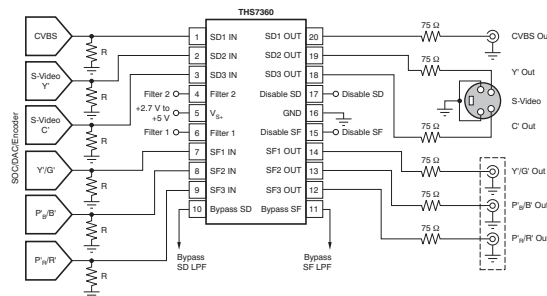 THS7360
CVBS
R
1 SD1 IN SD1 OUT 20
75 Ω
CVBS Ou
S-Video Y'
R
2 SD2 IN SD2 OUT 19
75 Ω
Y' Out
3 SD3 IN SD3 OUT 18
S-Video
Filter 2
4 Filter 2 Disable SD 17
Disable SD
S-Video C'
R
+2.7 V to +5 V
5 VS+ GND 16
75 Ω
C' Out
Filter 1
6 Filter 1 Disable SF 15
Disable SF
SOC/DAC/Encoder
Y'/G'
R
7 SF1 IN SF1 OUT 14
75 Ω
Y'/G' Out
8 SF2 IN SF2 OUT 13
P'B/B'
R
9 SF3 IN SF3 OUT 12
75 Ω
P'B/B' Out
10 Bypass SD Bypass SF 11
75 Ω
P'R/R' Out
P'R/R'
R
Bypass SD LPF
Bypass SF LPF